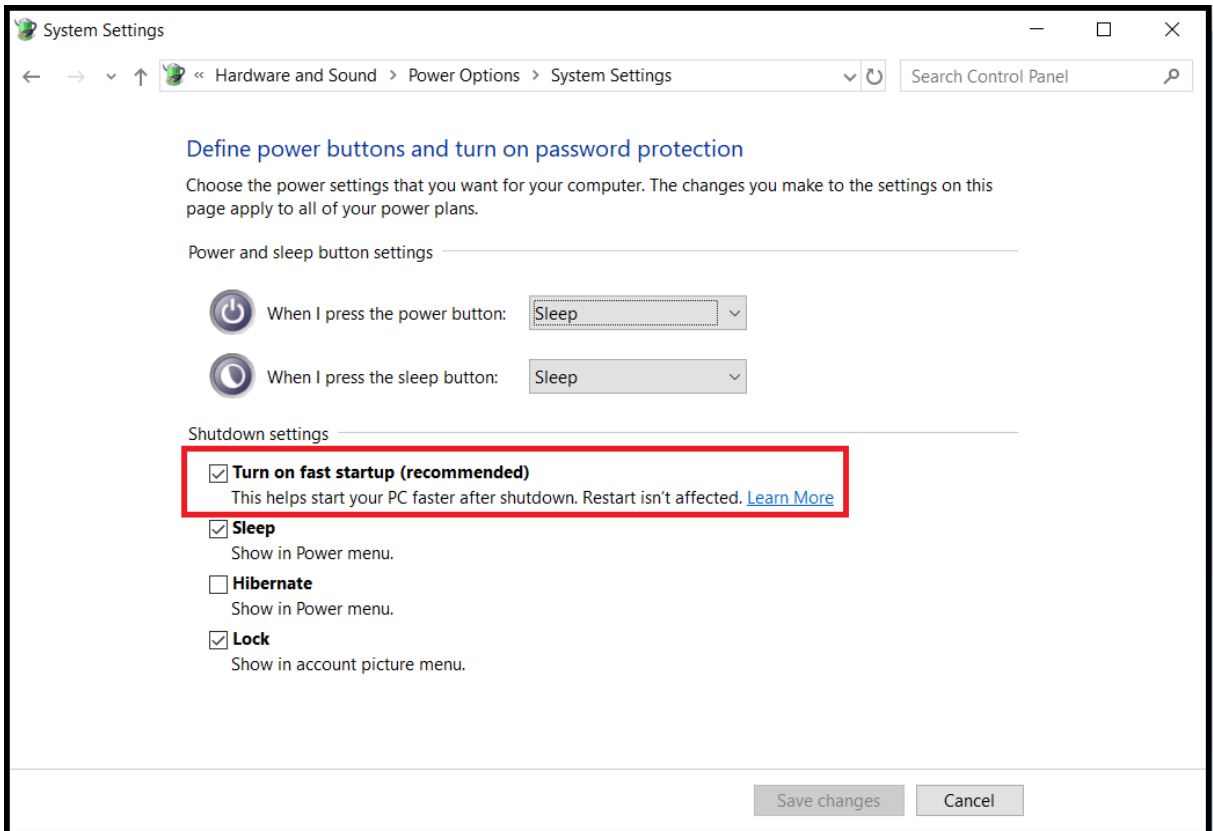 System Settings
« Hardware and Sound > Power Options > System Settings
Search Control Panel
Define power buttons and turn on password protection
Choose the power settings that you want for your computer. The changes you make to the settings on this
page apply to all of your power plans.
Power and sleep button settings
When I press the power button: Sleep
When I press the sleep button: Sleep
Shutdown settings
Turn on fast startup (recommended)
This helps start your PC faster after shutdown. Restart isn't affected. Learn More
Sleep
Show in Power menu.
Hibernate
Show in Power menu.
Lock
Show in account picture menu.
Save changes
Cancel